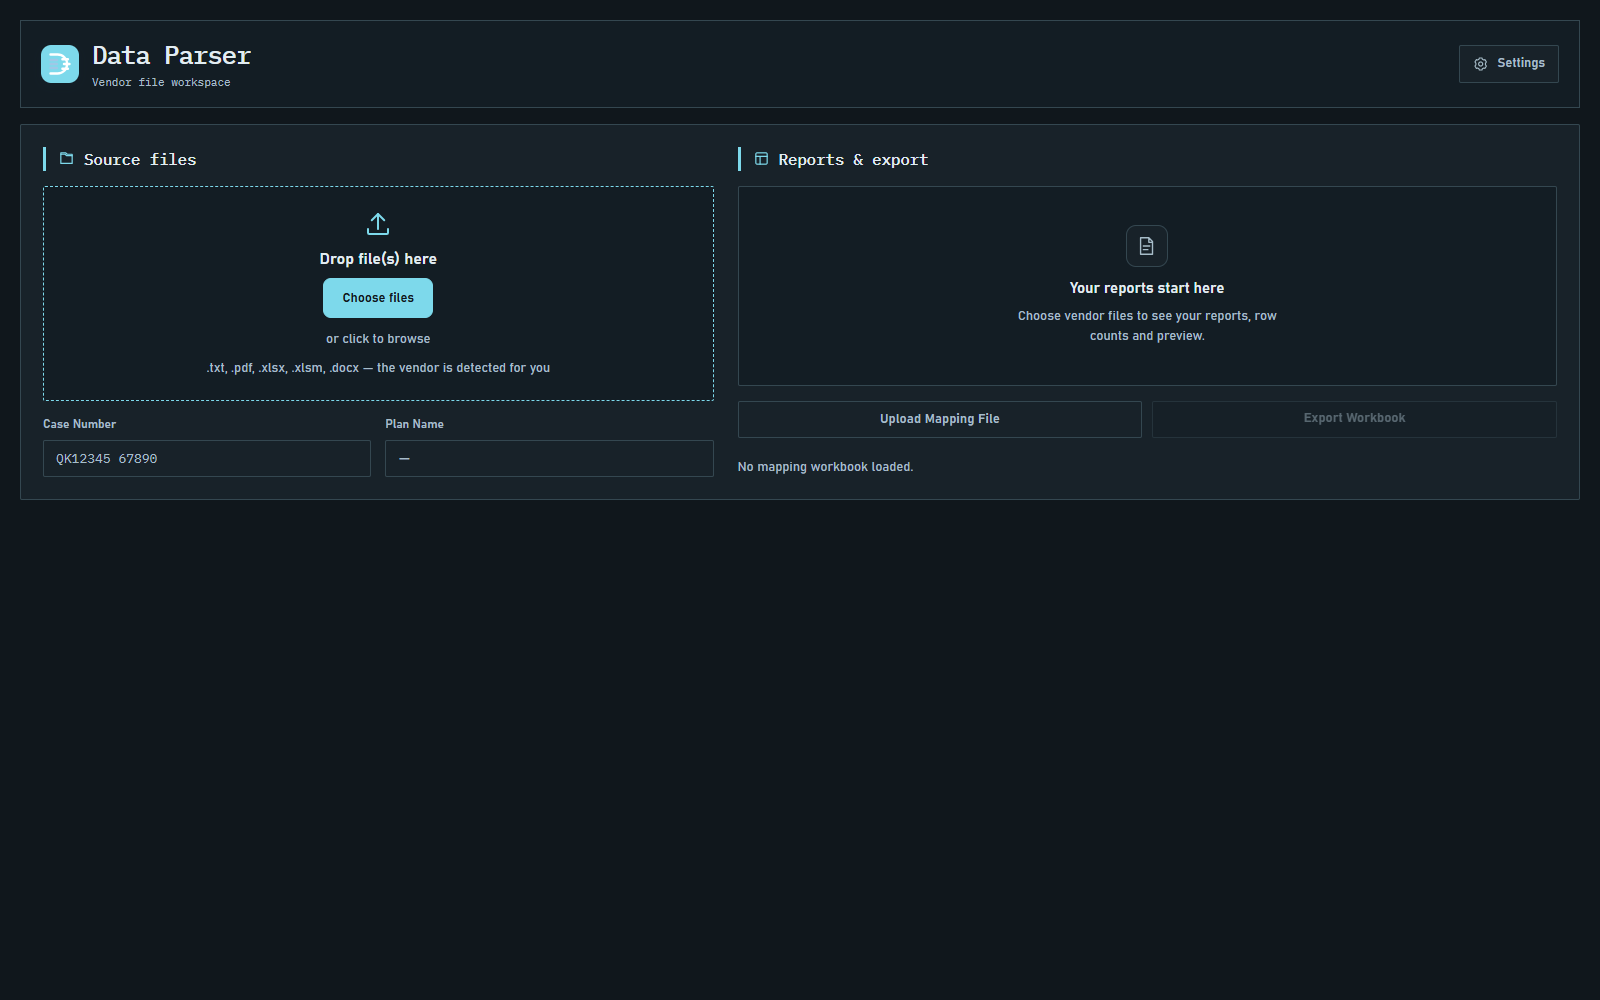 Data Parser
Vendor file workspace
Settings
Source files
Drop file(s) here
Choose files
or click to browse
.txt, .pdf, .xlsx, .xlsm, .docx — the vendor is detected for you
Case Number
Plan Name
QK12345 67890
—
Reports & export
Your reports start here
Choose vendor files to see your reports, row
counts and preview.
Upload Mapping File
Export Workbook
No mapping workbook loaded.